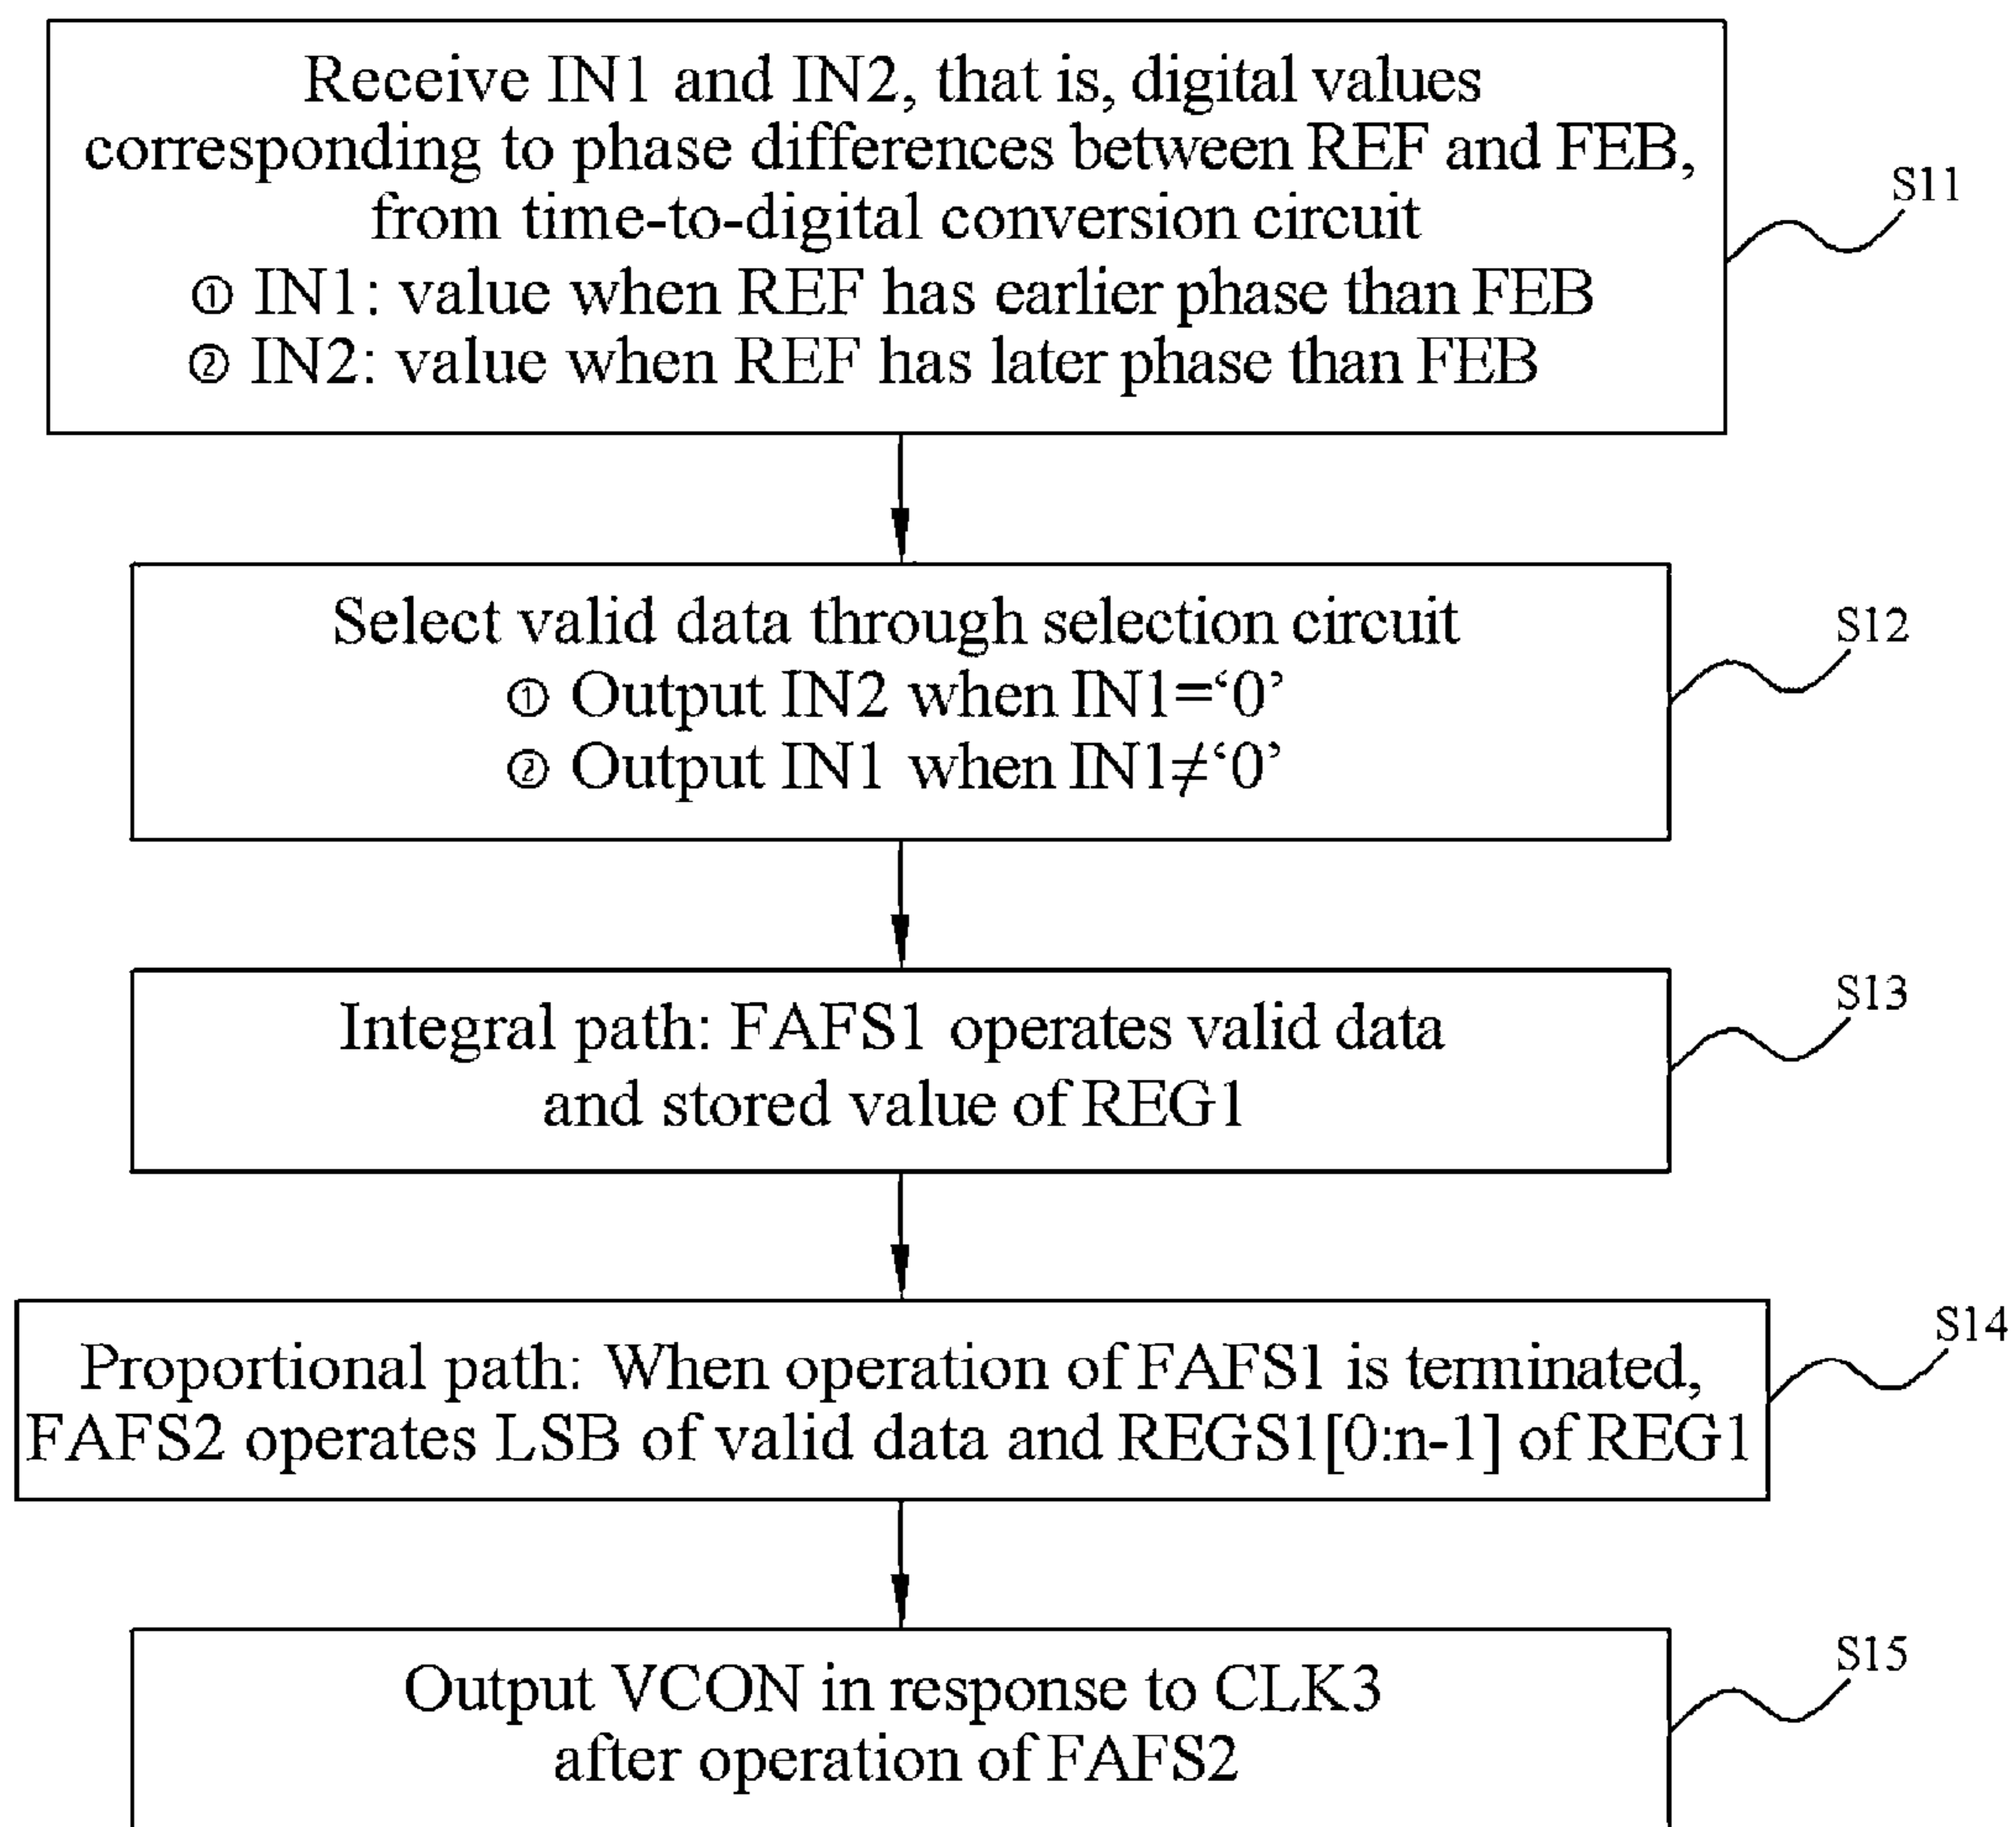 Receive IN1 and IN2, that is, digital values
corresponding to phase differences between REF and FEB,
from time-to-digital conversion circuit
① IN1: value when REF has earlier phase than FEB
② IN2: value when REF has later phase than FEB
S11
Select valid data through selection circuit
① Output IN2 when IN1=‘0’
② Output IN1 when IN1≠‘0’
S12
Integral path: FAFS1 operates valid data
and stored value of REG1
S13
Proportional path: When operation of FAFS1 is terminated,
FAFS2 operates LSB of valid data and REGS1[0:n-1] of REG1
S14
Output VCON in response to CLK3
after operation of FAFS2
S15